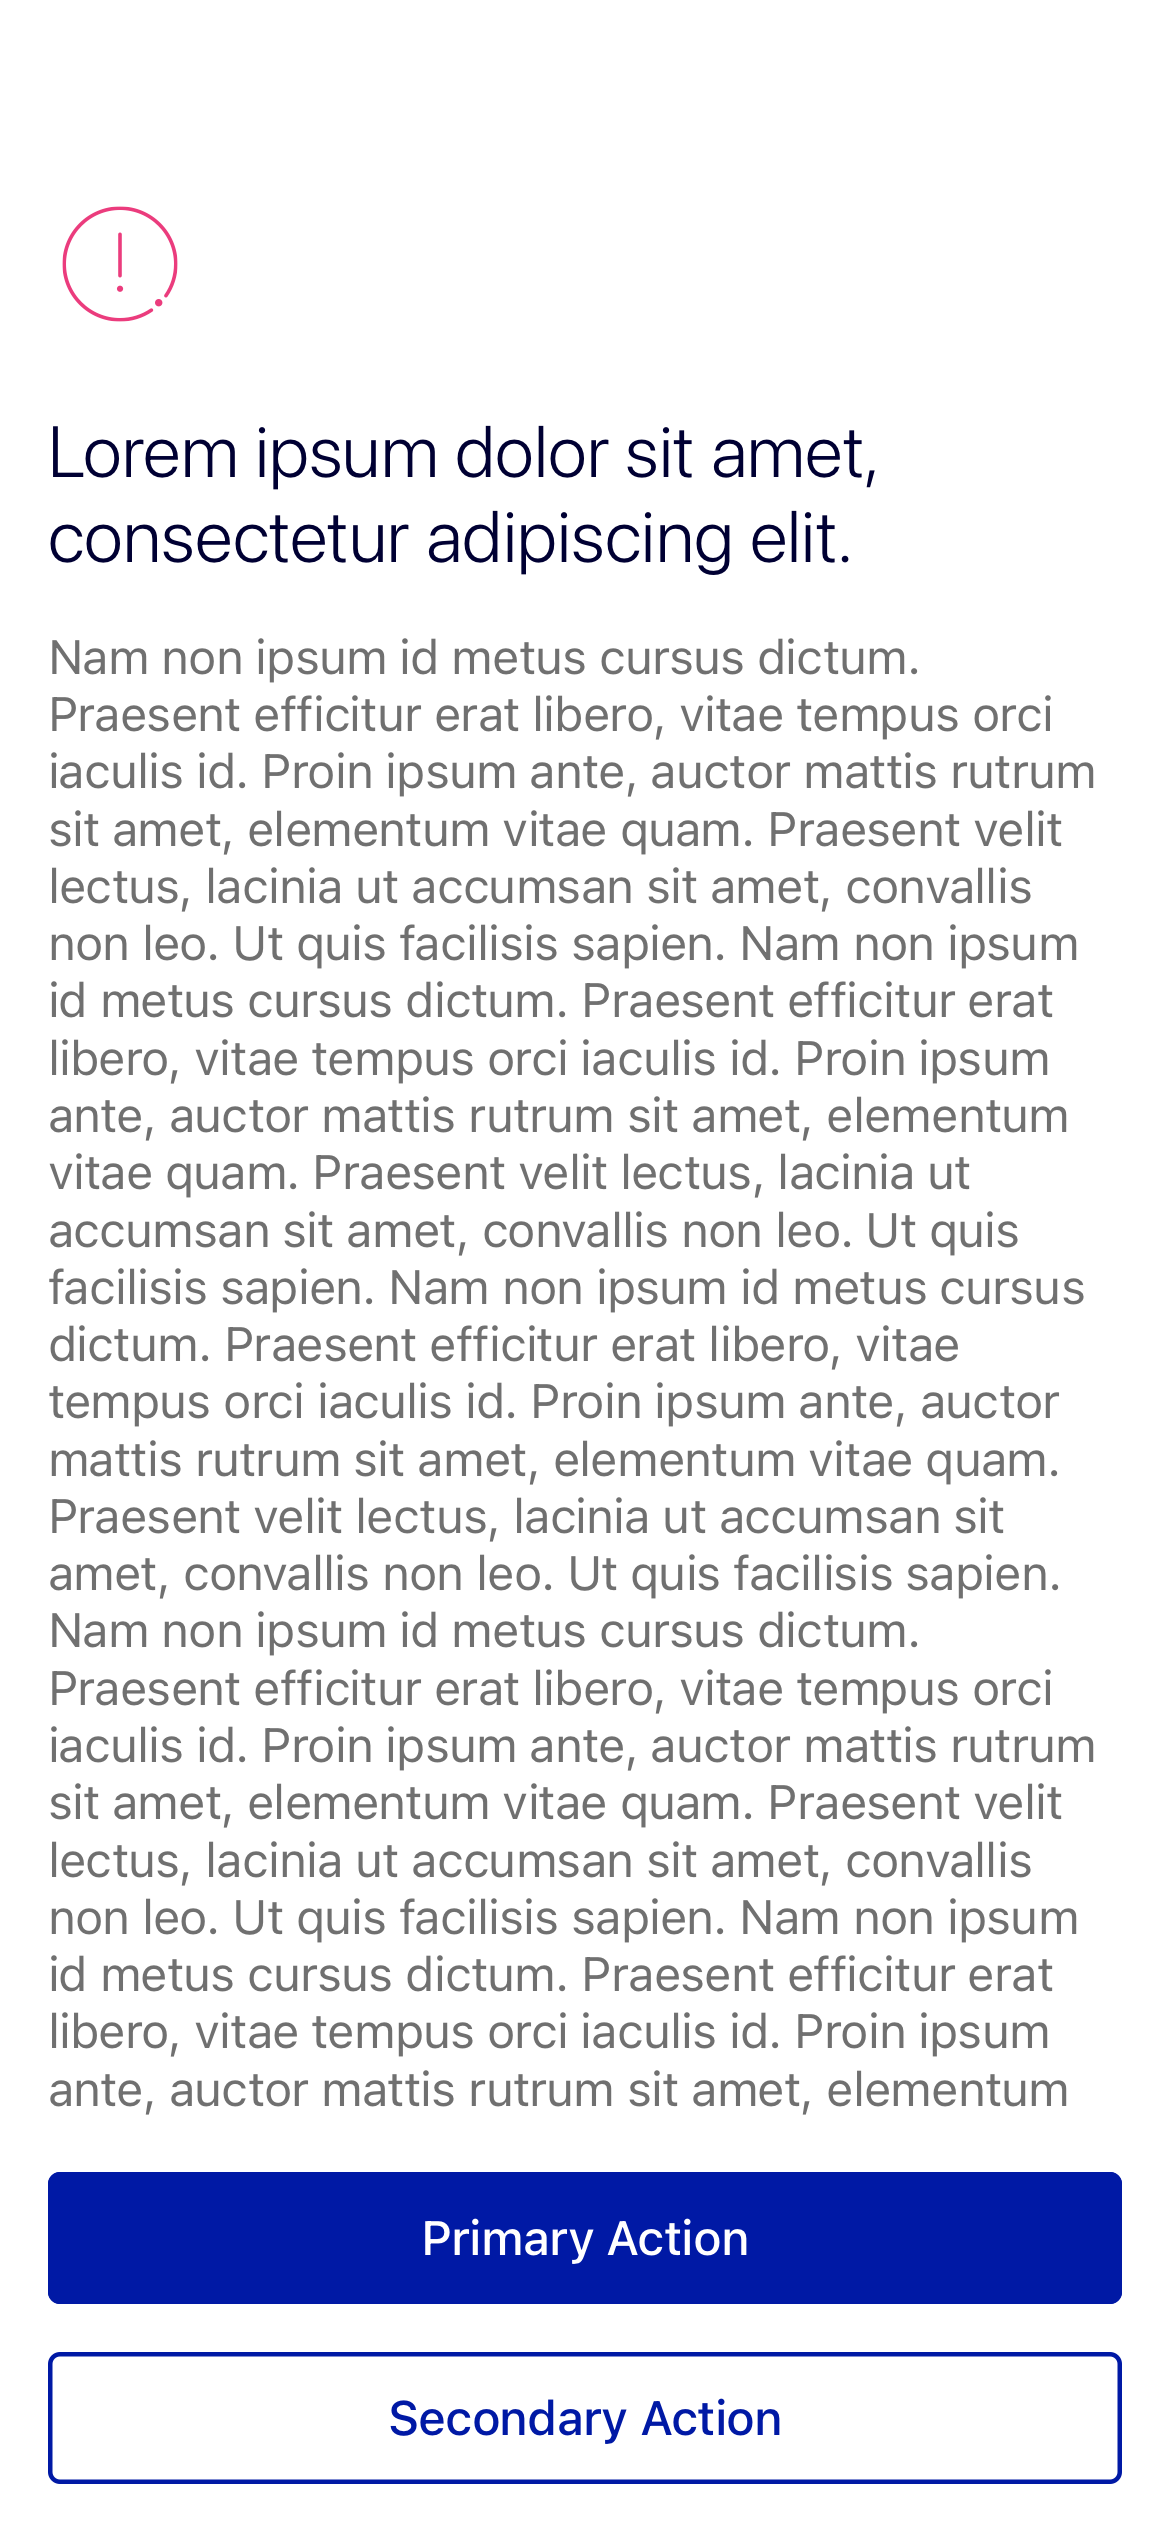 Lorem ipsum dolor sit amet,
consectetur adipiscing elit.
Nam non ipsum id metus cursus dictum.
Praesent efficitur erat libero, vitae tempus orci
iaculis id. Proin ipsum ante, auctor mattis rutrum
sit amet, elementum vitae quam. Praesent velit
lectus, lacinia ut accumsan sit amet, convallis
non leo. Ut quis facilisis sapien. Nam non ipsum
id metus cursus dictum. Praesent efficitur erat
libero, vitae tempus orci iaculis id. Proin ipsum
ante, auctor mattis rutrum sit amet, elementum
vitae quam. Praesent velit lectus, lacinia ut
accumsan sit amet, convallis non leo. Ut quis
facilisis sapien. Nam non ipsum id metus cursus
dictum. Praesent efficitur erat libero, vitae
tempus orci iaculis id. Proin ipsum ante, auctor
mattis rutrum sit amet, elementum vitae quam.
Praesent velit lectus, lacinia ut accumsan sit
amet, convallis non leo. Ut quis facilisis sapien.
Nam non ipsum id metus cursus dictum.
Praesent efficitur erat libero, vitae tempus orci
iaculis id. Proin ipsum ante, auctor mattis rutrum
sit amet, elementum vitae quam. Praesent velit
lectus, lacinia ut accumsan sit amet, convallis
non leo. Ut quis facilisis sapien. Nam non ipsum
id metus cursus dictum. Praesent efficitur erat
libero, vitae tempus orci iaculis id. Proin ipsum
ante, auctor mattis rutrum sit amet, elementum
Primary Action
Secondary Action